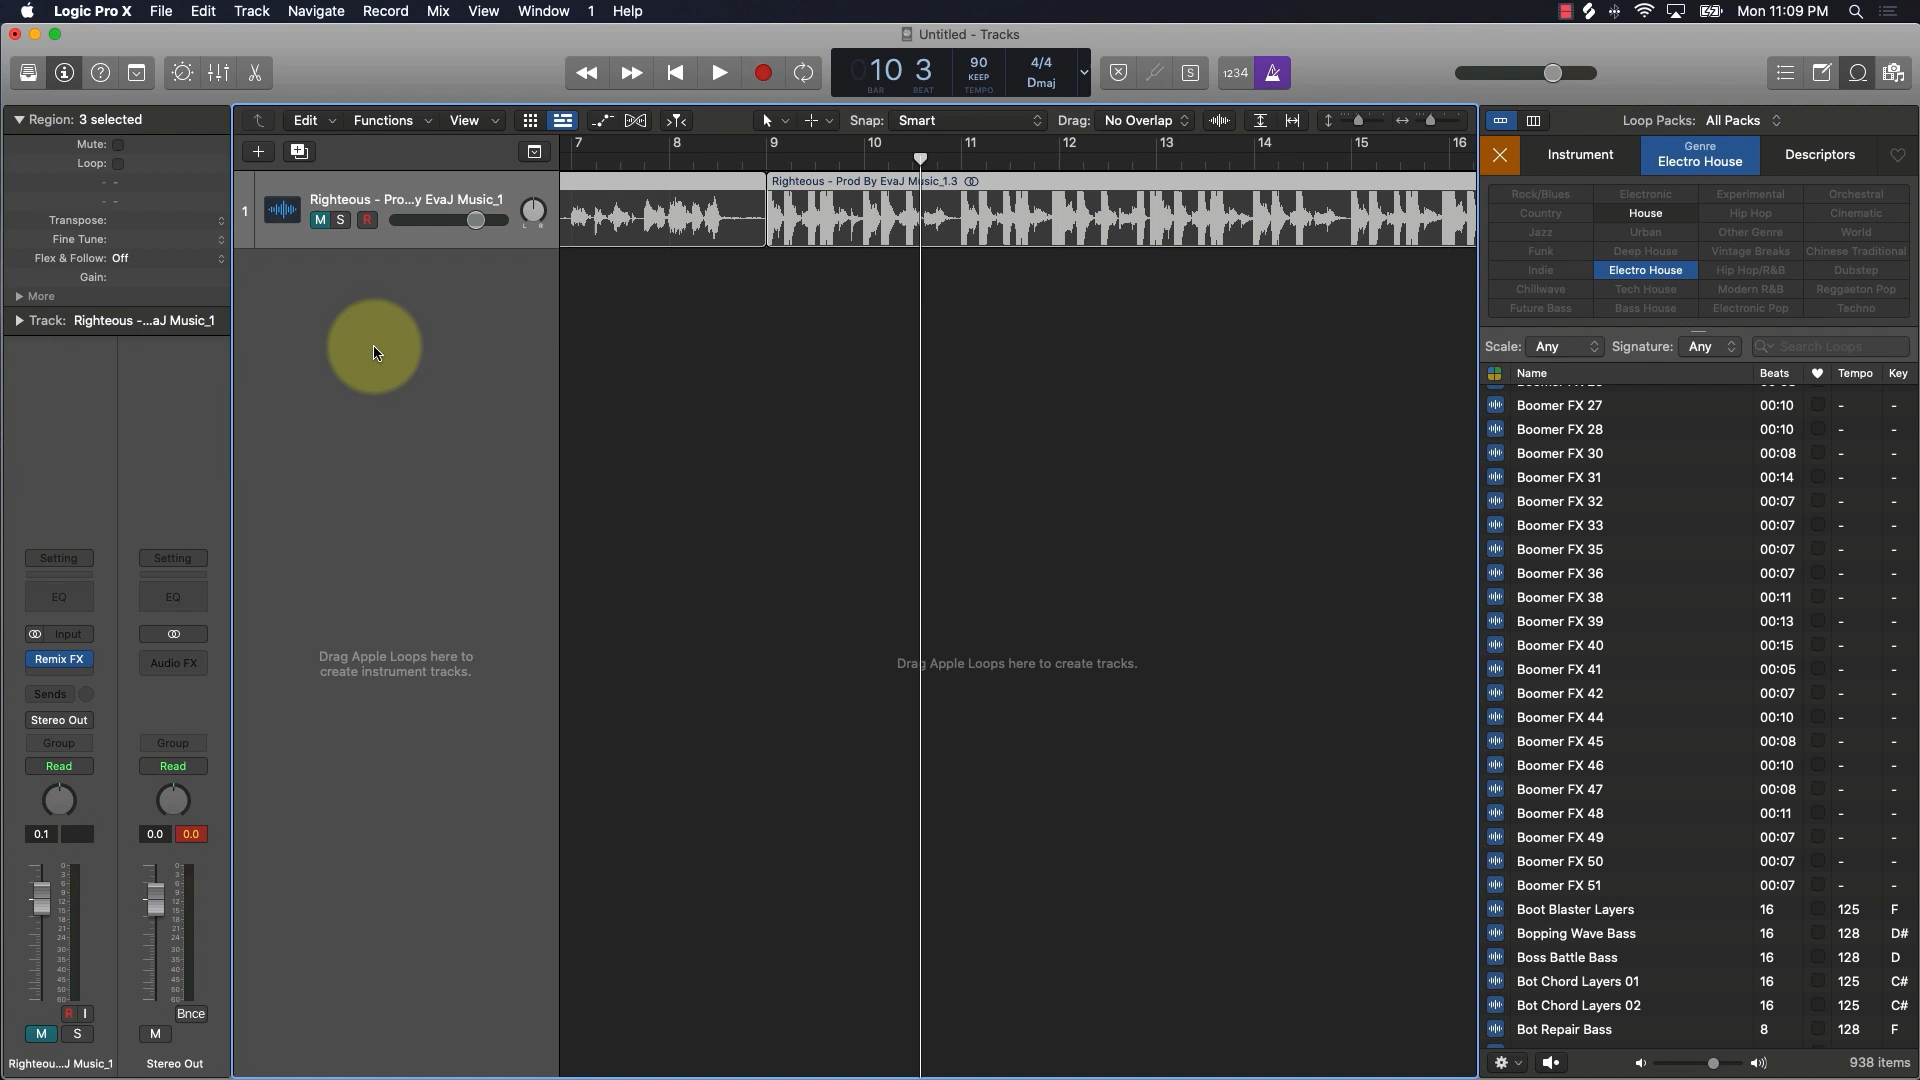 Logic Pro X File Edit Track Navigate Record Mix View Window 1 Help Mon 11:09 PM
Untitled - Tracks
10 3 90 4/4 1234
KEEP Dmaj
BAR BEAT TEMPO
Region: 3 selected
Mute:
Loop:
Transpose:
Fine Tune:
Flex & Follow: Off
Gain:
More
Track: Righteous -...aJ Music_1
Setting Setting
EQ EQ
Input
Remix FX Audio FX
Sends
Stereo Out
Group Group
Read Read
0.1 0.0 0.0
R I Bnce
M S M
Righteou...J Music_1 Stereo Out
Edit Functions View Snap: Smart Drag: No Overlap
7 8 9 10 11 12 13 14 15 16
1 Righteous - Pro...y EvaJ Music_1
M S R
L R
Righteous - Prod By EvaJ Music_1.3
Drag Apple Loops here to
create instrument tracks.
Drag Apple Loops here to create tracks.
Loop Packs: All Packs
Instrument Genre Descriptors
Electro House
Rock/Blues Electronic Experimental Orchestral
Country House Hip Hop Cinematic
Jazz Urban Other Genre World
Funk Deep House Vintage Breaks Chinese Traditional
Indie Electro House Hip Hop/R&B Dubstep
Chillwave Tech House Modern R&B Reggaeton Pop
Future Bass Bass House Electronic Pop Techno
Scale: Any Signature: Any Search Loops
Name Beats Tempo Key
Boomer FX 27 00:10 - -
Boomer FX 28 00:10 - -
Boomer FX 30 00:08 - -
Boomer FX 31 00:14 - -
Boomer FX 32 00:07 - -
Boomer FX 33 00:07 - -
Boomer FX 35 00:07 - -
Boomer FX 36 00:07 - -
Boomer FX 38 00:11 - -
Boomer FX 39 00:13 - -
Boomer FX 40 00:15 - -
Boomer FX 41 00:05 - -
Boomer FX 42 00:07 - -
Boomer FX 44 00:10 - -
Boomer FX 45 00:08 - -
Boomer FX 46 00:10 - -
Boomer FX 47 00:08 - -
Boomer FX 48 00:11 - -
Boomer FX 49 00:07 - -
Boomer FX 50 00:07 - -
Boomer FX 51 00:07 - -
Boot Blaster Layers 16 125 F
Bopping Wave Bass 16 128 D#
Boss Battle Bass 16 128 D
Bot Chord Layers 01 16 125 C#
Bot Chord Layers 02 16 125 C#
Bot Repair Bass 8 128 F
938 items